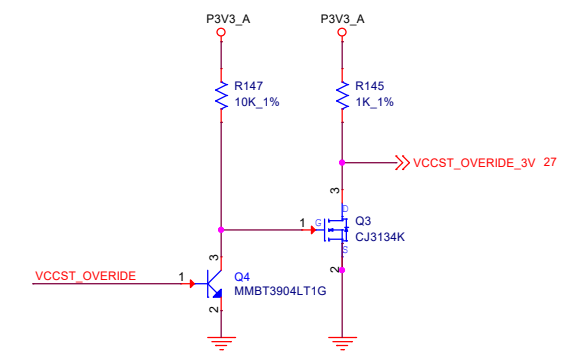 P3V3_A
P3V3_A
R147
10K_1%
R145
1K_1%
VCCST_OVERIDE_3V 27
3
D
1
G
Q3
CJ3134K
S
2
VCCST_OVERIDE
1
3
Q4
MMBT3904LT1G
2